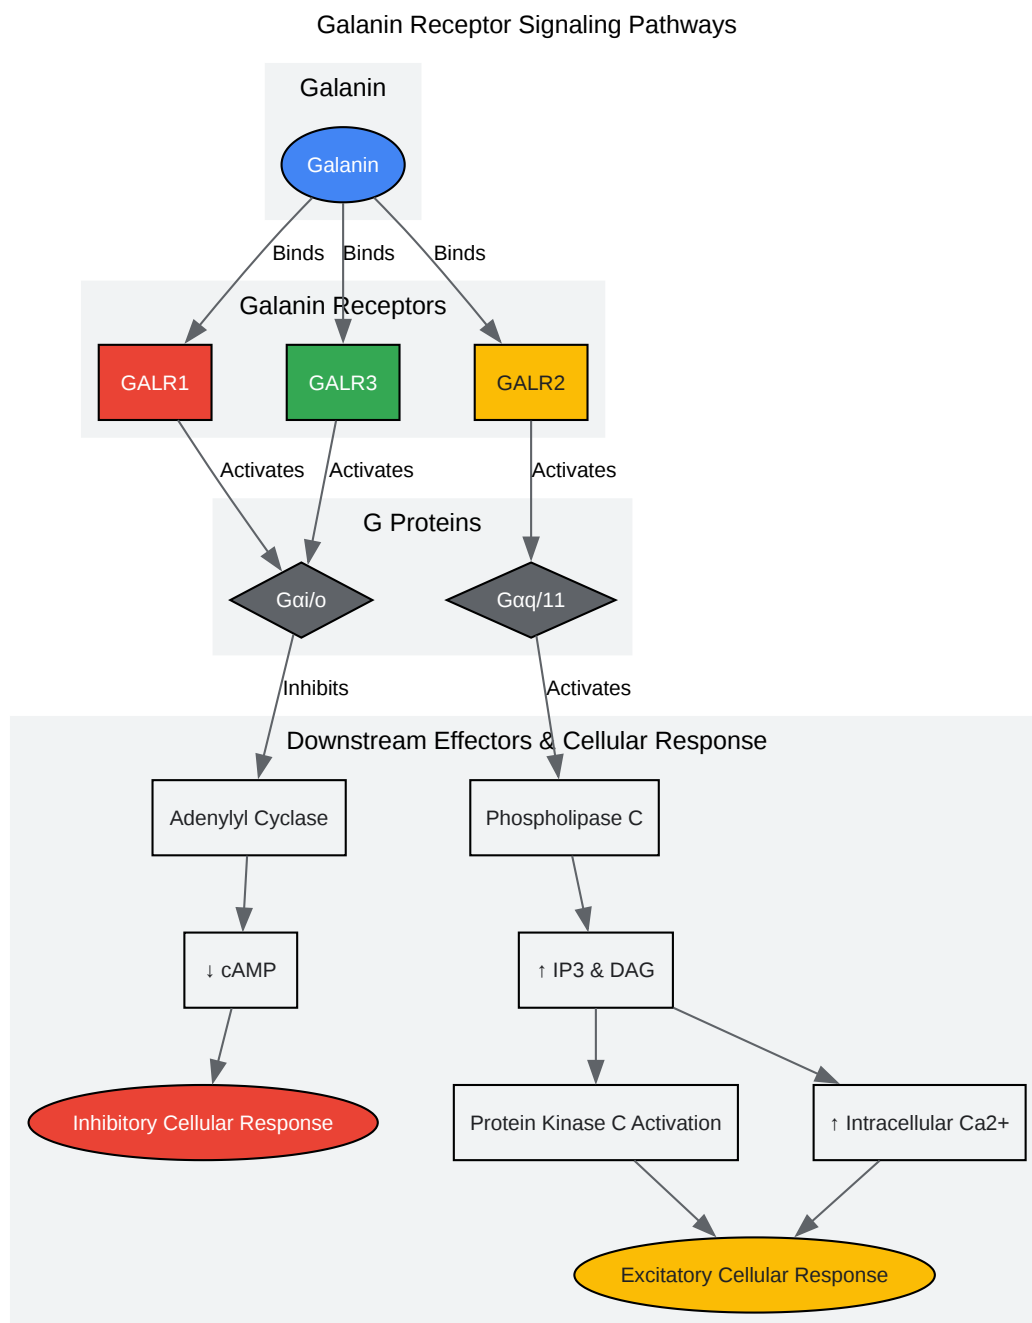 Galanin Receptor Signaling Pathways
Galanin
Galanin
Binds
Binds
Binds
Galanin Receptors
GALR1
GALR3
GALR2
Activates
Activates
Activates
G Proteins
Gαi/o
Gαq/11
Inhibits
Activates
Downstream Effectors & Cellular Response
Adenylyl Cyclase
Phospholipase C
↓ cAMP
↑ IP3 & DAG
Inhibitory Cellular Response
Protein Kinase C Activation
↑ Intracellular Ca2+
Excitatory Cellular Response